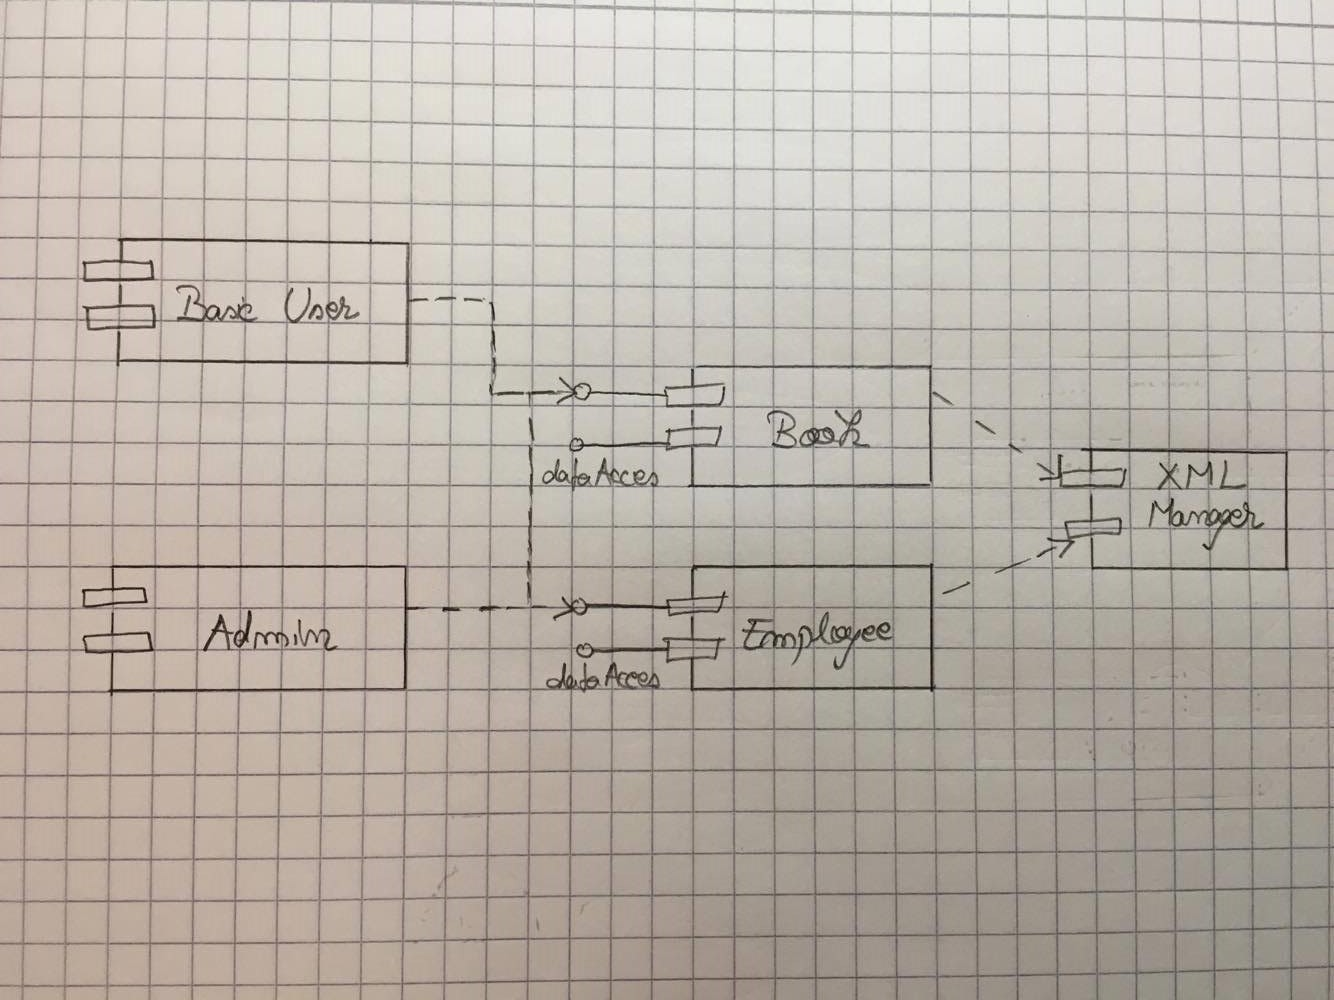 Basic User
Book
dataAcces
XML
Manager
Admin
Employee
dataAcces